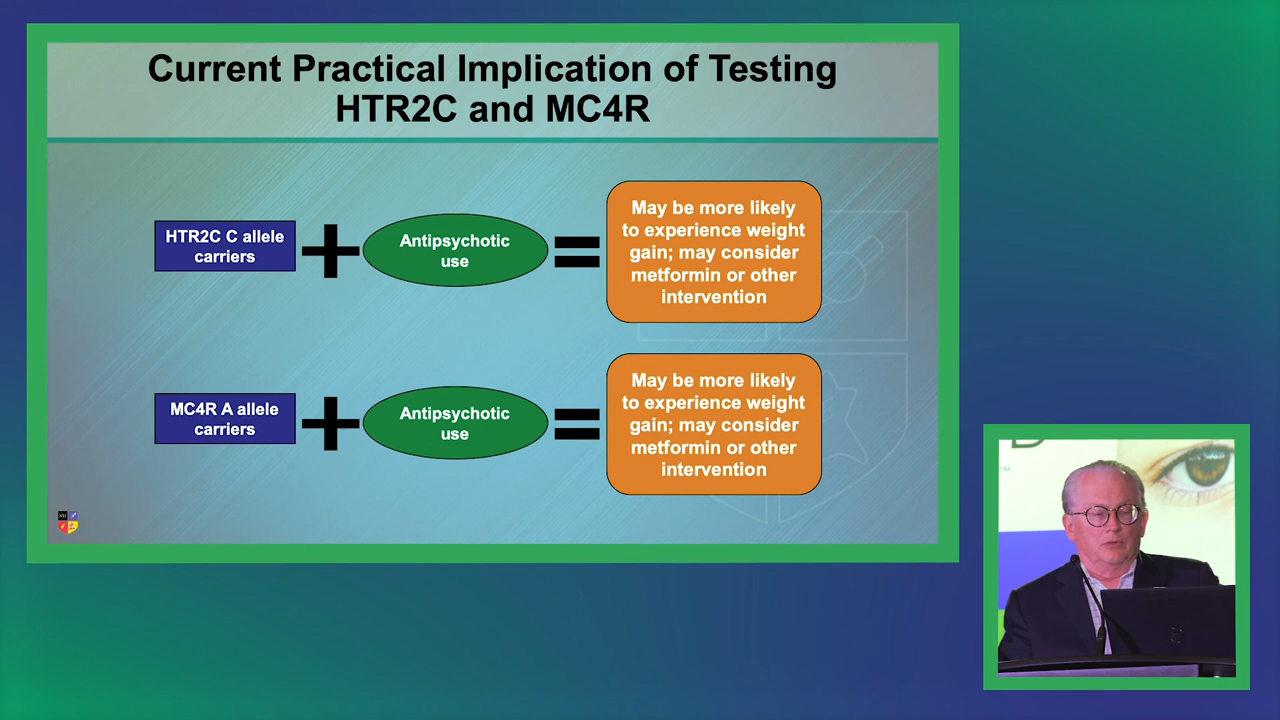 Current Practical Implication of Testing
HTR2C and MC4R
HTR2C C allele
carriers
Antipsychotic
use
May be more likely
to experience weight
gain; may consider
metformin or other
intervention
MC4R A allele
carriers
Antipsychotic
use
May be more likely
to experience weight
gain; may consider
metformin or other
intervention